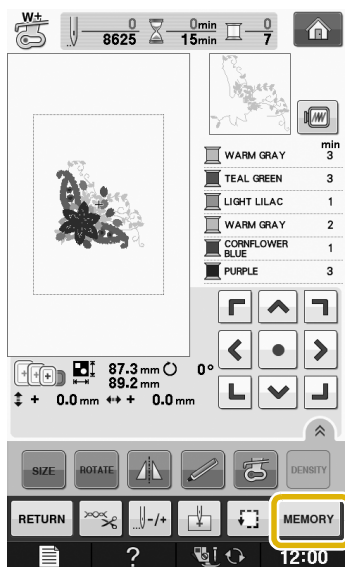 W±
0 0min 0
8625 15min 7
min
WARM GRAY 3
TEAL GREEN 3
LIGHT LILAC 1
WARM GRAY 2
CORNFLOWER
BLUE 1
PURPLE 3
87.3 mm 0°
89.2 mm
+ 0.0 mm + 0.0 mm
SIZE ROTATE DENSITY
RETURN -/+ MEMORY
? 12:00